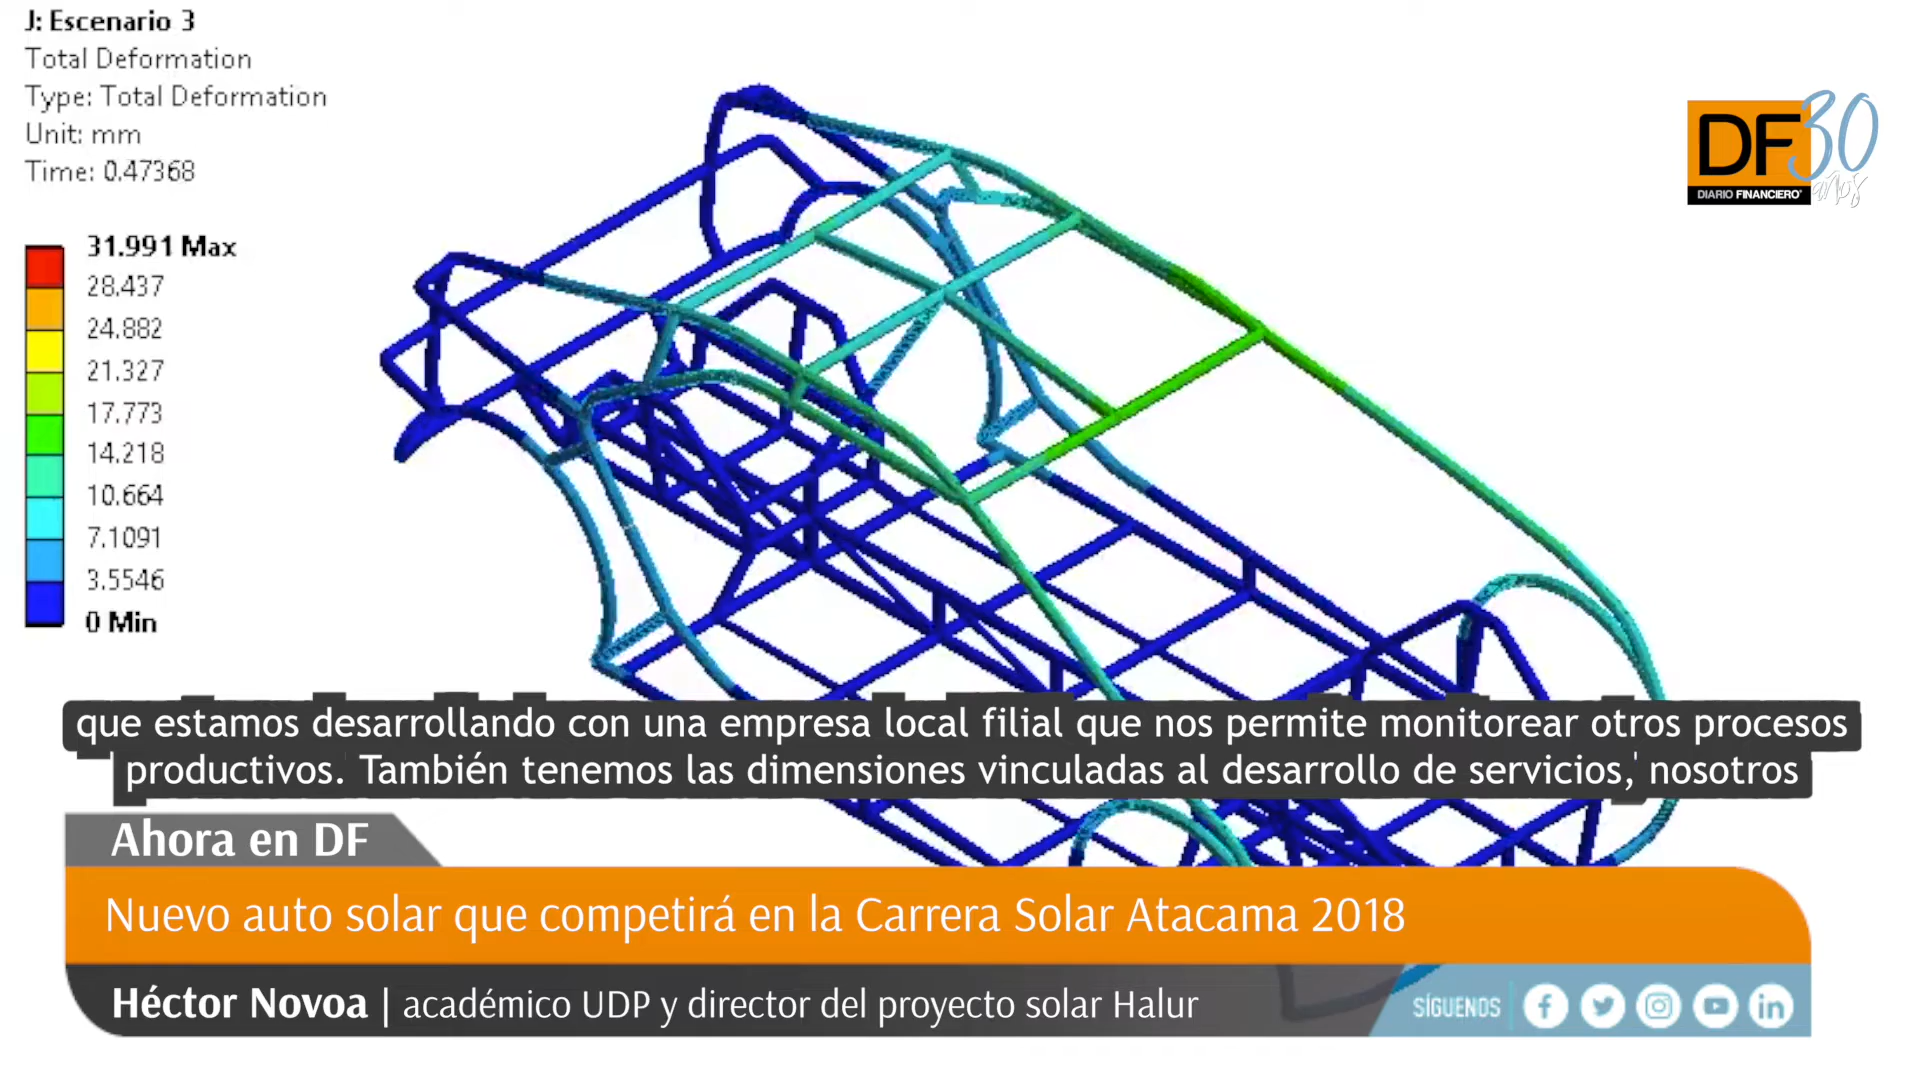 J: Escenario 3
Total Deformation
Type: Total Deformation
Unit: mm
Time: 0.47368
31.991 Max
28.437
24.882
21.327
17.773
14.218
10.664
7.1091
3.5546
0 Min
DF30
años
DIARIO FINANCIERO
que estamos desarrollando con una empresa local filial que nos permite monitorear otros procesos
productivos. También tenemos las dimensiones vinculadas al desarrollo de servicios, nosotros
Ahora en DF
Nuevo auto solar que competirá en la Carrera Solar Atacama 2018
Héctor Novoa | académico UDP y director del proyecto solar Halur
SÍGUENOS